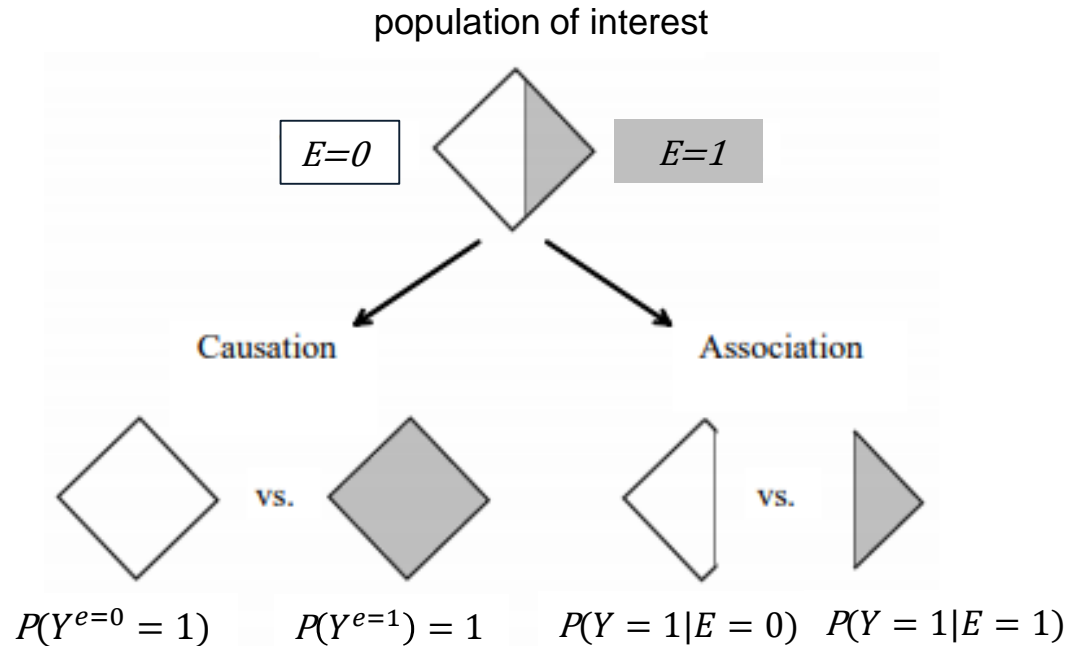 population of interest
E=0
E=1
Causation
Association
vs.
vs.
P(Y^{e=0} = 1)
P(Y^{e=1}) = 1
P(Y = 1|E = 0)
P(Y = 1|E = 1)